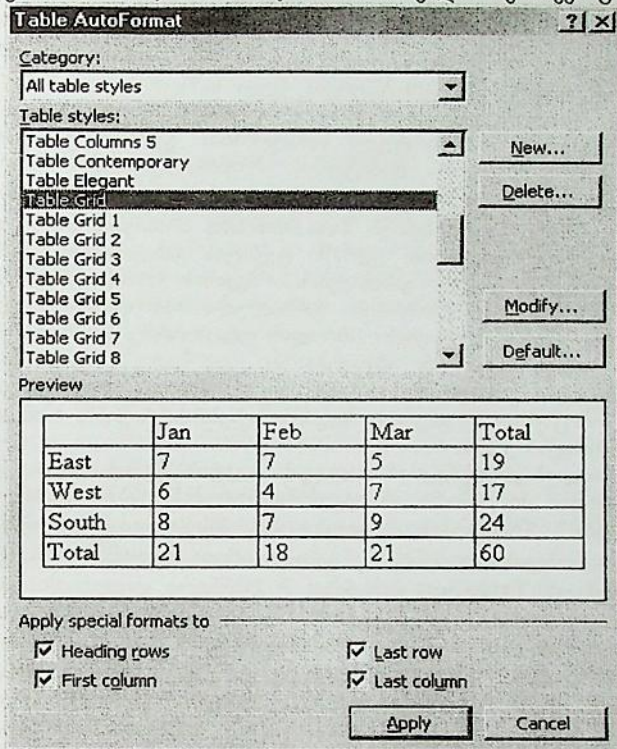 Table AutoFormat ? ×
Category:
All table styles
Table styles:
Table Columns 5
Table Contemporary
Table Elegant
Table Grid
Table Grid 1
Table Grid 2
Table Grid 3
Table Grid 4
Table Grid 5
Table Grid 6
Table Grid 7
Table Grid 8
New...
Delete...
Modify...
Default...
Preview
Jan Feb Mar Total
East 7 7 5 19
West 6 4 7 17
South 8 7 9 24
Total 21 18 21 60
Apply special formats to
Heading rows Last row
First column Last column
Apply Cancel